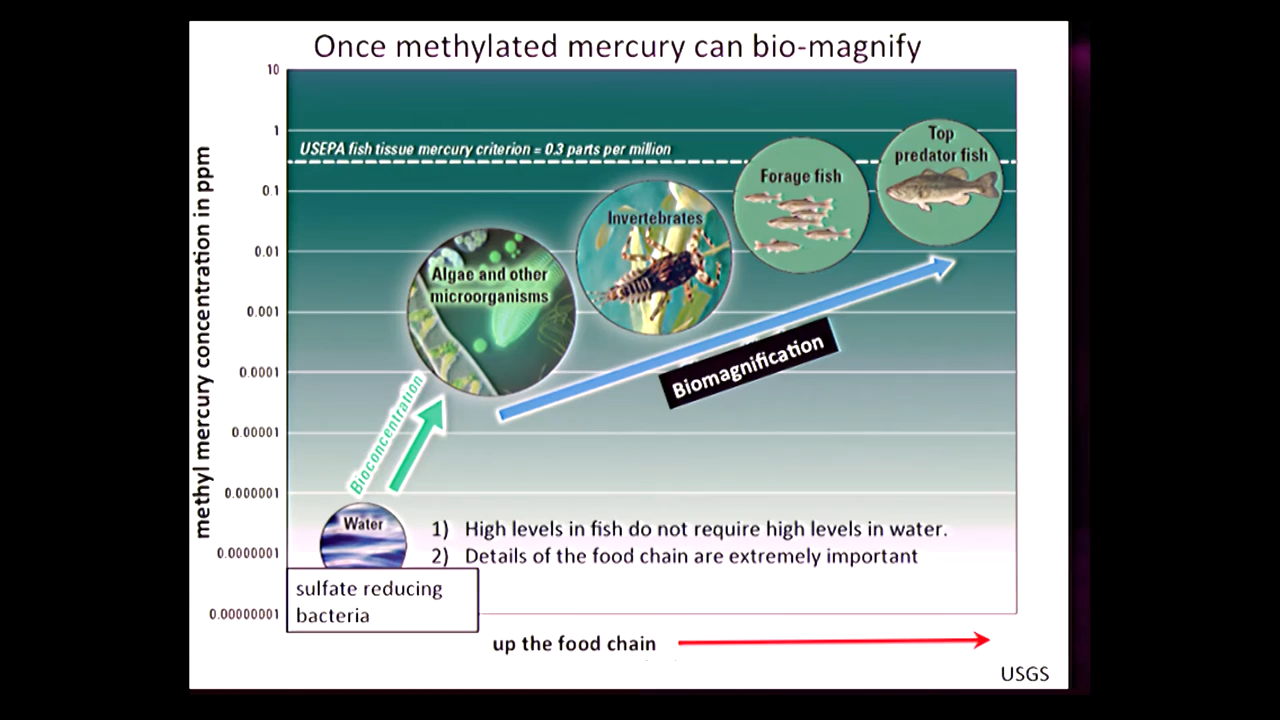 Once methylated mercury can bio-magnify
10
1
USEPA fish tissue mercury criterion = 0.3 parts per million
0.1
0.01
0.001
0.0001
0.00001
0.000001
0.0000001
0.00000001
methyl mercury concentration in ppm
Top
predator fish
Forage fish
Invertebrates
Algae and other
microorganisms
Biomagnification
Bioconcentration
Water
1) High levels in fish do not require high levels in water.
2) Details of the food chain are extremely important
sulfate reducing
bacteria
up the food chain
USGS